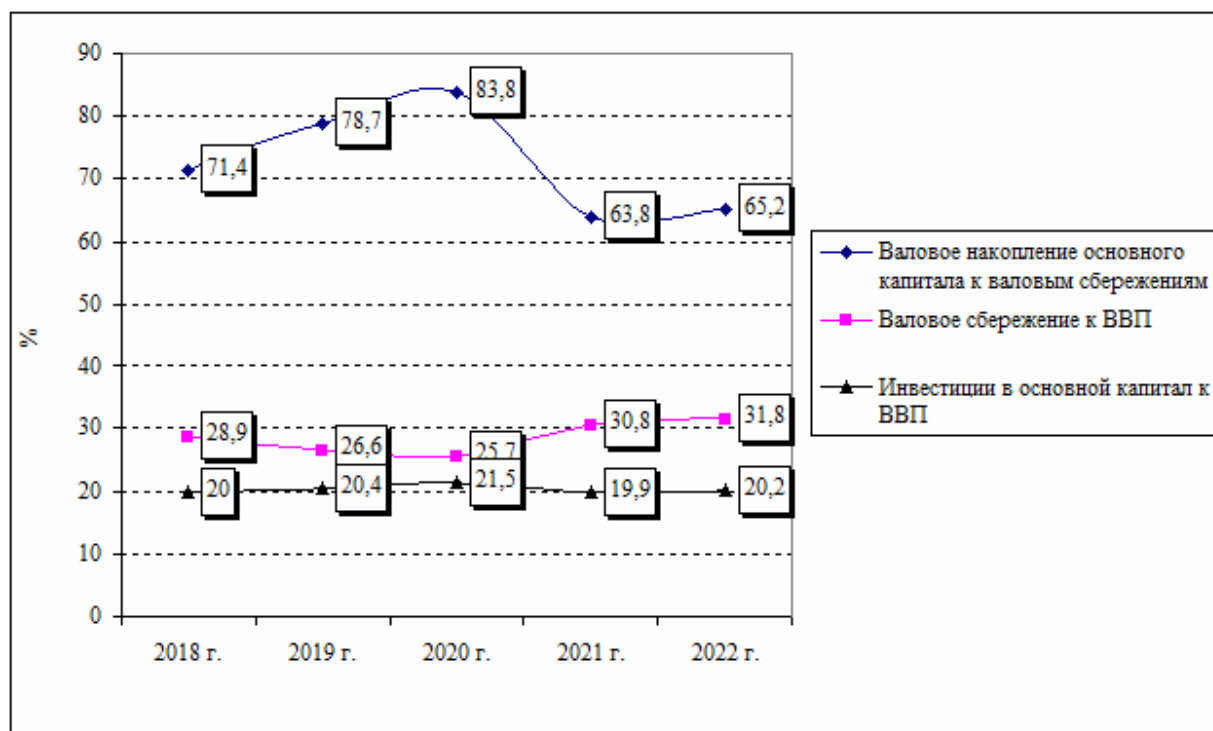 90
80
70
60
50
40
30
20
10
0
%
71,4
78,7
83,8
63,8
65,2
28,9
26,6
25,7
30,8
31,8
20
20,4
21,5
19,9
20,2
2018 г.
2019 г.
2020 г.
2021 г.
2022 г.
Валовое накопление основного
капитала к валовым сбережениям
Валовое сбережение к ВВП
Инвестиции в основной капитал к
ВВП